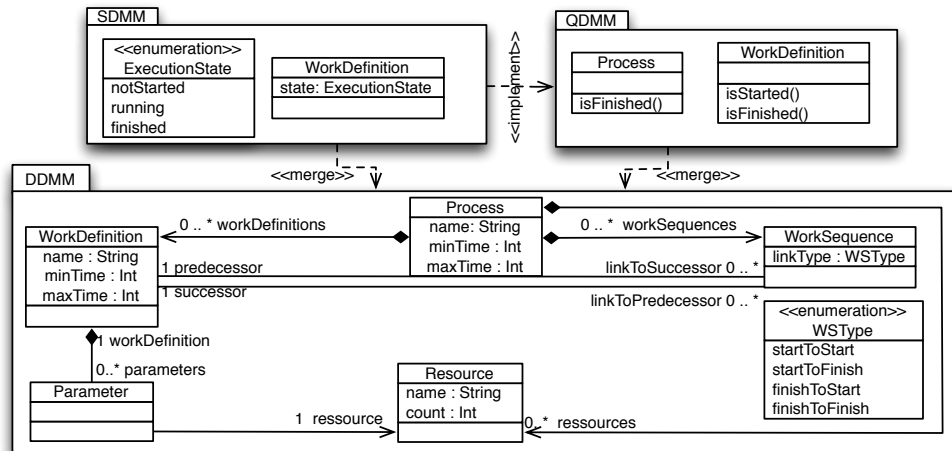 SDMM
<<enumeration>>
ExecutionState
notStarted
running
finished
WorkDefinition
state: ExecutionState
<<implement>>
QDMM
Process
isFinished()
WorkDefinition
isStarted()
isFinished()
<<merge>>
<<merge>>
DDMM
WorkDefinition
name : String
minTime : Int
maxTime : Int
0 .. * workDefinitions
Process
name: String
minTime : Int
maxTime : Int
0 .. * workSequences
WorkSequence
linkType : WSType
1 predecessor
linkToSuccessor 0 .. *
1 successor
linkToPredecessor 0 .. *
<<enumeration>>
WSType
startToStart
startToFinish
finishToStart
finishToFinish
1 workDefinition
0..* parameters
Parameter
Resource
name : String
count : Int
1 ressource
0..* ressources